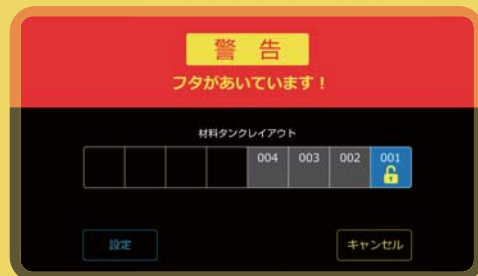 警 告
フタがあいています！
材料タンクレイアウト
004 003 002 001
設定 キャンセル